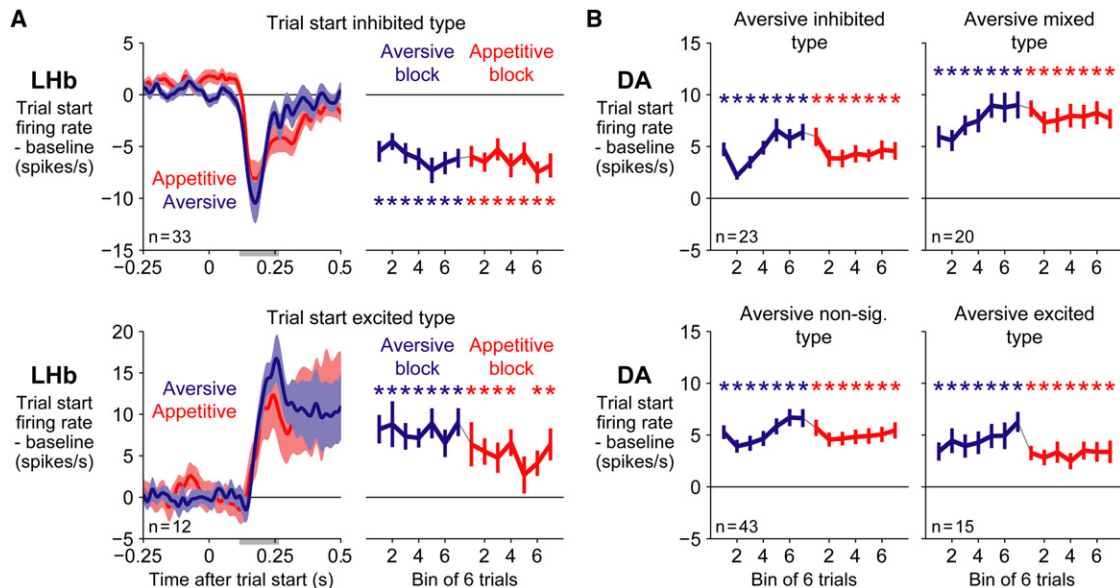 A
Trial start inhibited type
LHb
Trial start
firing rate
- baseline
(spikes/s)
5
0
−5
−10
−15
Appetitive
Aversive
n=33
−0.25 0 0.25 0.5
Aversive
block
Appetitive
block
*******
*******
2 4 6 2 4 6
Trial start excited type
LHb
Trial start
firing rate
- baseline
(spikes/s)
20
15
10
5
0
−5
Aversive
Appetitive
n=12
−0.25 0 0.25 0.5
Time after trial start (s)
Aversive
block
Appetitive
block
*******
**** **
2 4 6 2 4 6
Bin of 6 trials
B
Aversive inhibited
type
DA
Trial start
firing rate
- baseline
(spikes/s)
15
10
5
0
−5
*******
*******
n=23
2 4 6 2 4 6
Aversive mixed
type
*******
*******
n=20
2 4 6 2 4 6
Aversive non-sig.
type
DA
Trial start
firing rate
- baseline
(spikes/s)
15
10
5
0
−5
*******
*******
n=43
2 4 6 2 4 6
Aversive excited
type
*******
*******
n=15
2 4 6 2 4 6
Bin of 6 trials